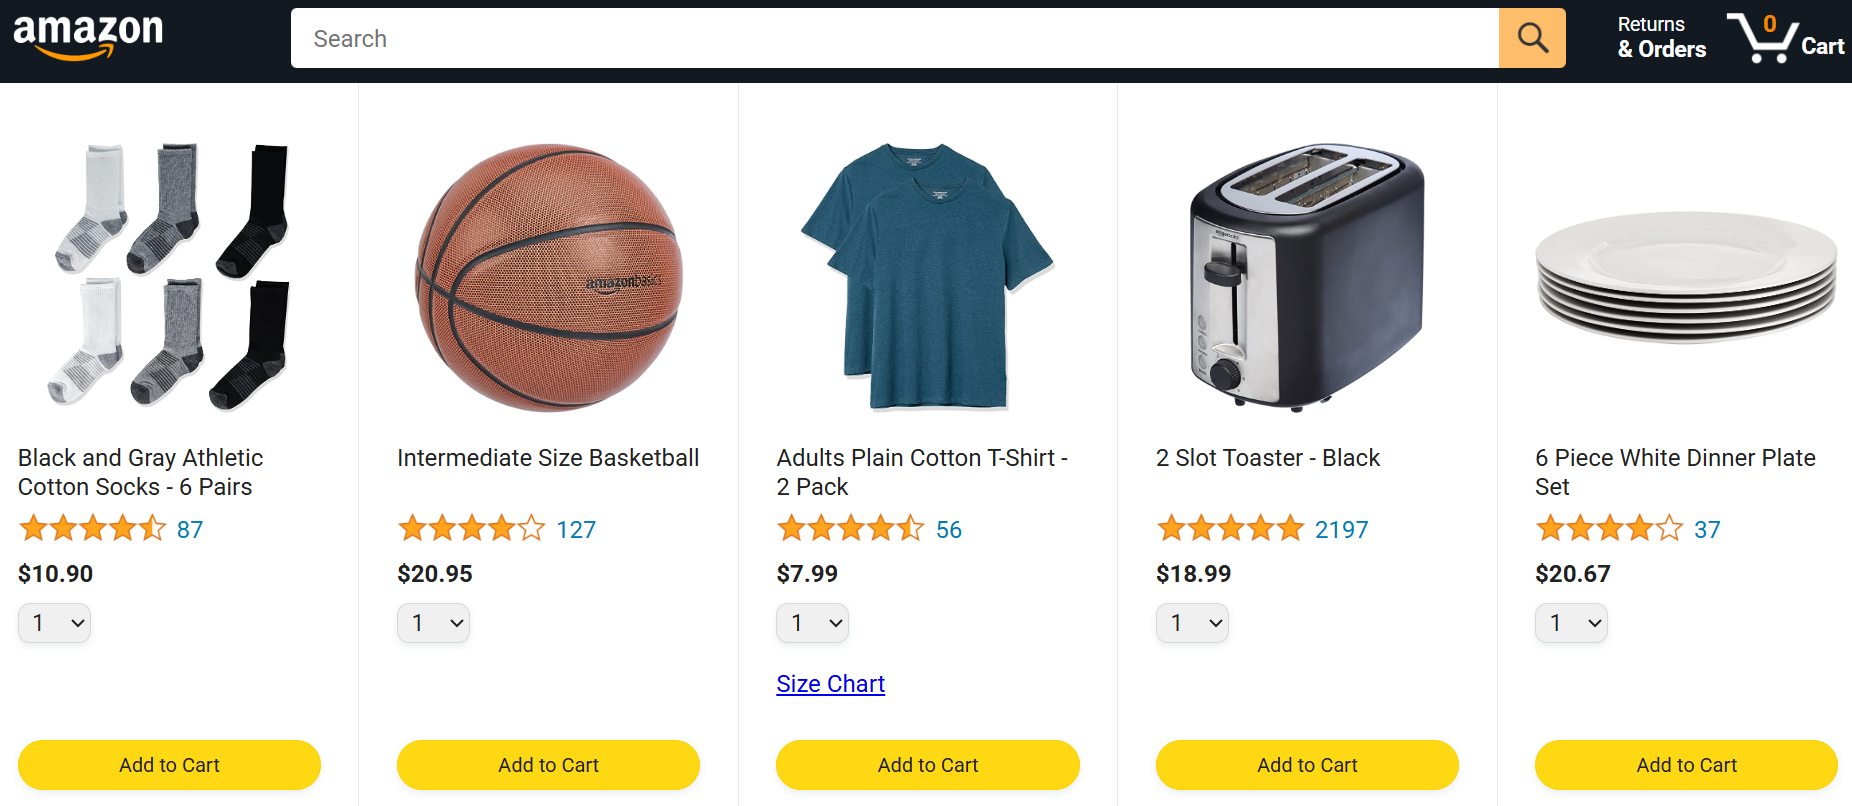 amazon
Search
Returns
& Orders
0
Cart
amazonbasics
Black and Gray Athletic
Cotton Socks - 6 Pairs
87
$10.90
1
Add to Cart
Intermediate Size Basketball
127
$20.95
1
Add to Cart
Adults Plain Cotton T-Shirt -
2 Pack
56
$7.99
1
Size Chart
Add to Cart
2 Slot Toaster - Black
2197
$18.99
1
Add to Cart
6 Piece White Dinner Plate
Set
37
$20.67
1
Add to Cart